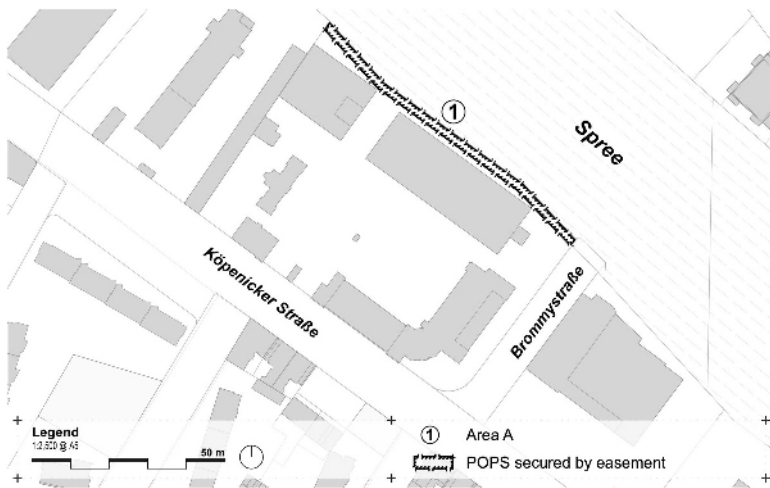 1
Spree
Köpenicker Straße
Brommystraße
Legend
1:2,500 @ A5
50 m
1 Area A
POPS secured by easement